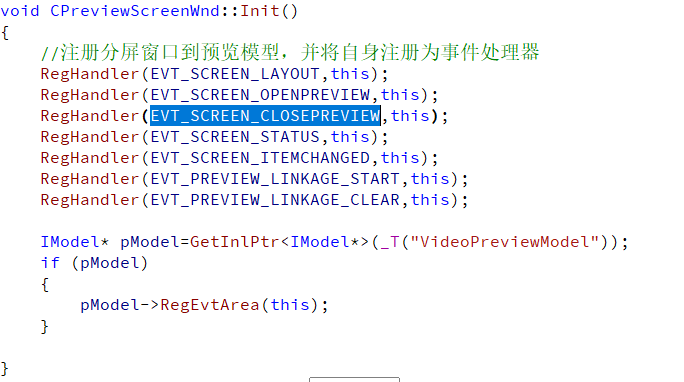 void CPreviewScreenWnd::Init()
{
//注册分屏窗口到预览模型，并将自身注册为事件处理器
RegHandler(EVT_SCREEN_LAYOUT,this);
RegHandler(EVT_SCREEN_OPENPREVIEW,this);
RegHandler(EVT_SCREEN_CLOSEPREVIEW,this);
RegHandler(EVT_SCREEN_STATUS,this);
RegHandler(EVT_SCREEN_ITEMCHANGED,this);
RegHandler(EVT_PREVIEW_LINKAGE_START,this);
RegHandler(EVT_PREVIEW_LINKAGE_CLEAR,this);
IModel* pModel=GetInlPtr<IModel*>(_T("VideoPreviewModel"));
if (pModel)
{
pModel->RegEvtArea(this);
}
}